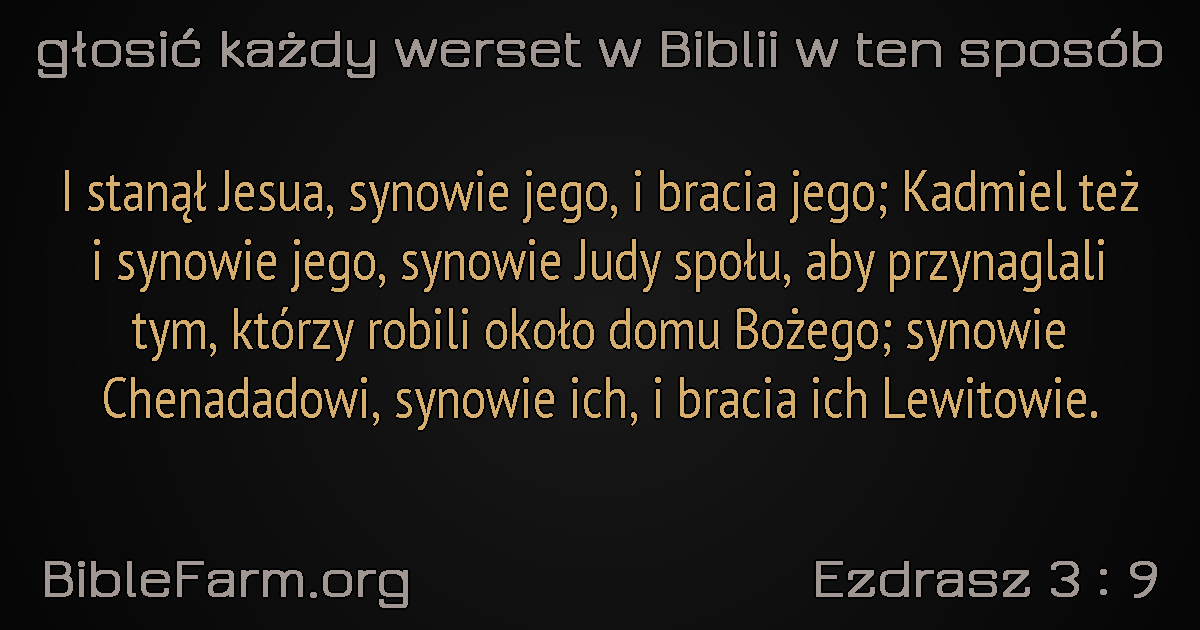 głosić każdy werset w Biblii w ten sposób
I stanął Jesua, synowie jego, i bracia jego; Kadmiel też
i synowie jego, synowie Judy społu, aby przynaglali
tym, którzy robili około domu Bożego; synowie
Chenadadowi, synowie ich, i bracia ich Lewitowie.
BibleFarm.org
Ezdrasz 3 : 9